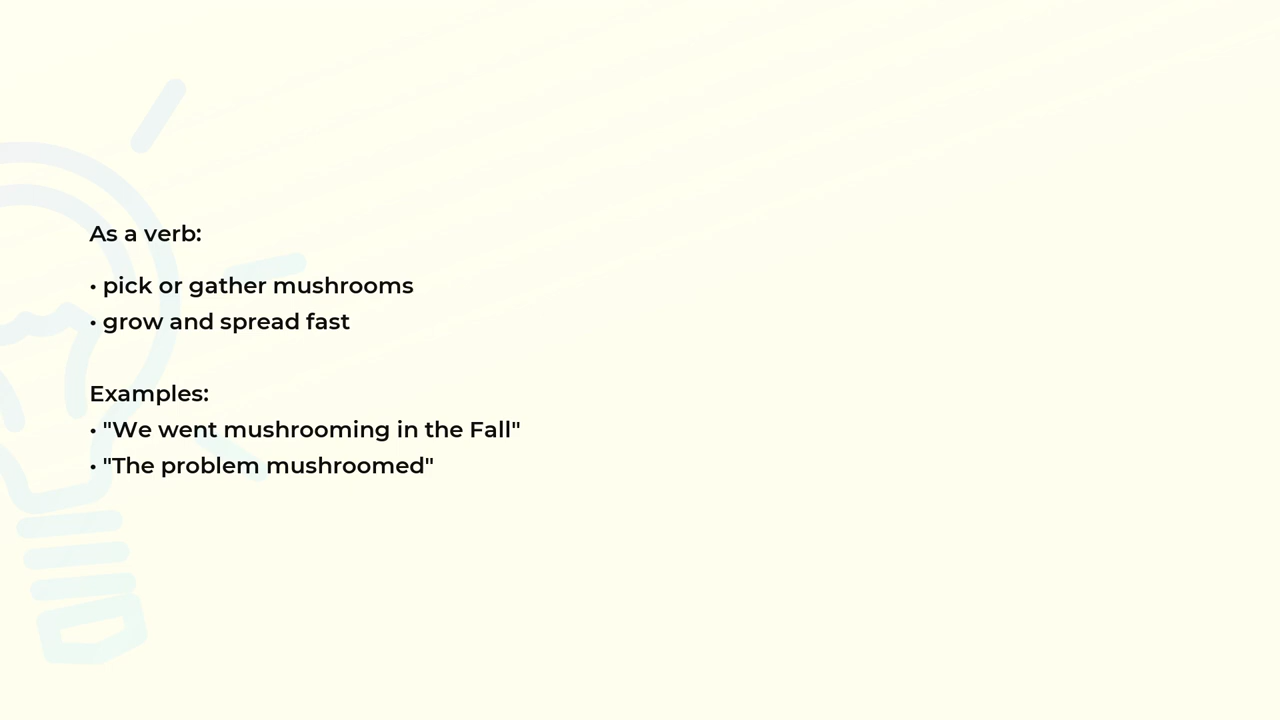 As a verb:
• pick or gather mushrooms
• grow and spread fast
Examples:
• "We went mushrooming in the Fall"
• "The problem mushroomed"